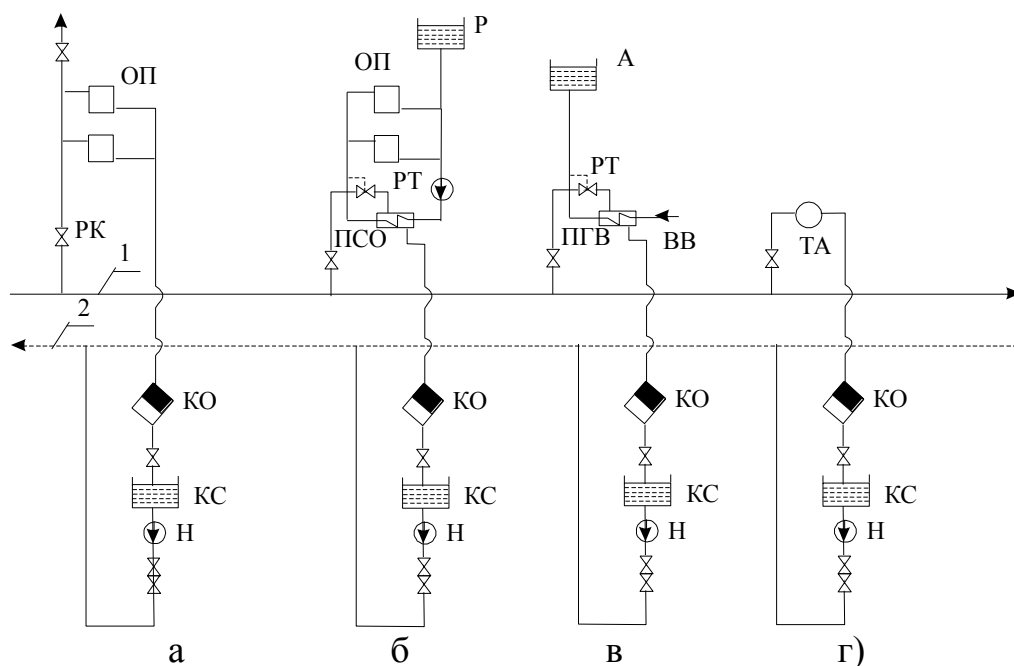 Р
ОП
ОП
А
РТ
РТ
РК
ПСО
ПГВ
ВВ
ТА
1
2
КО
КО
КО
КО
КС
КС
КС
КС
Н
Н
Н
Н
а
б
в
г)